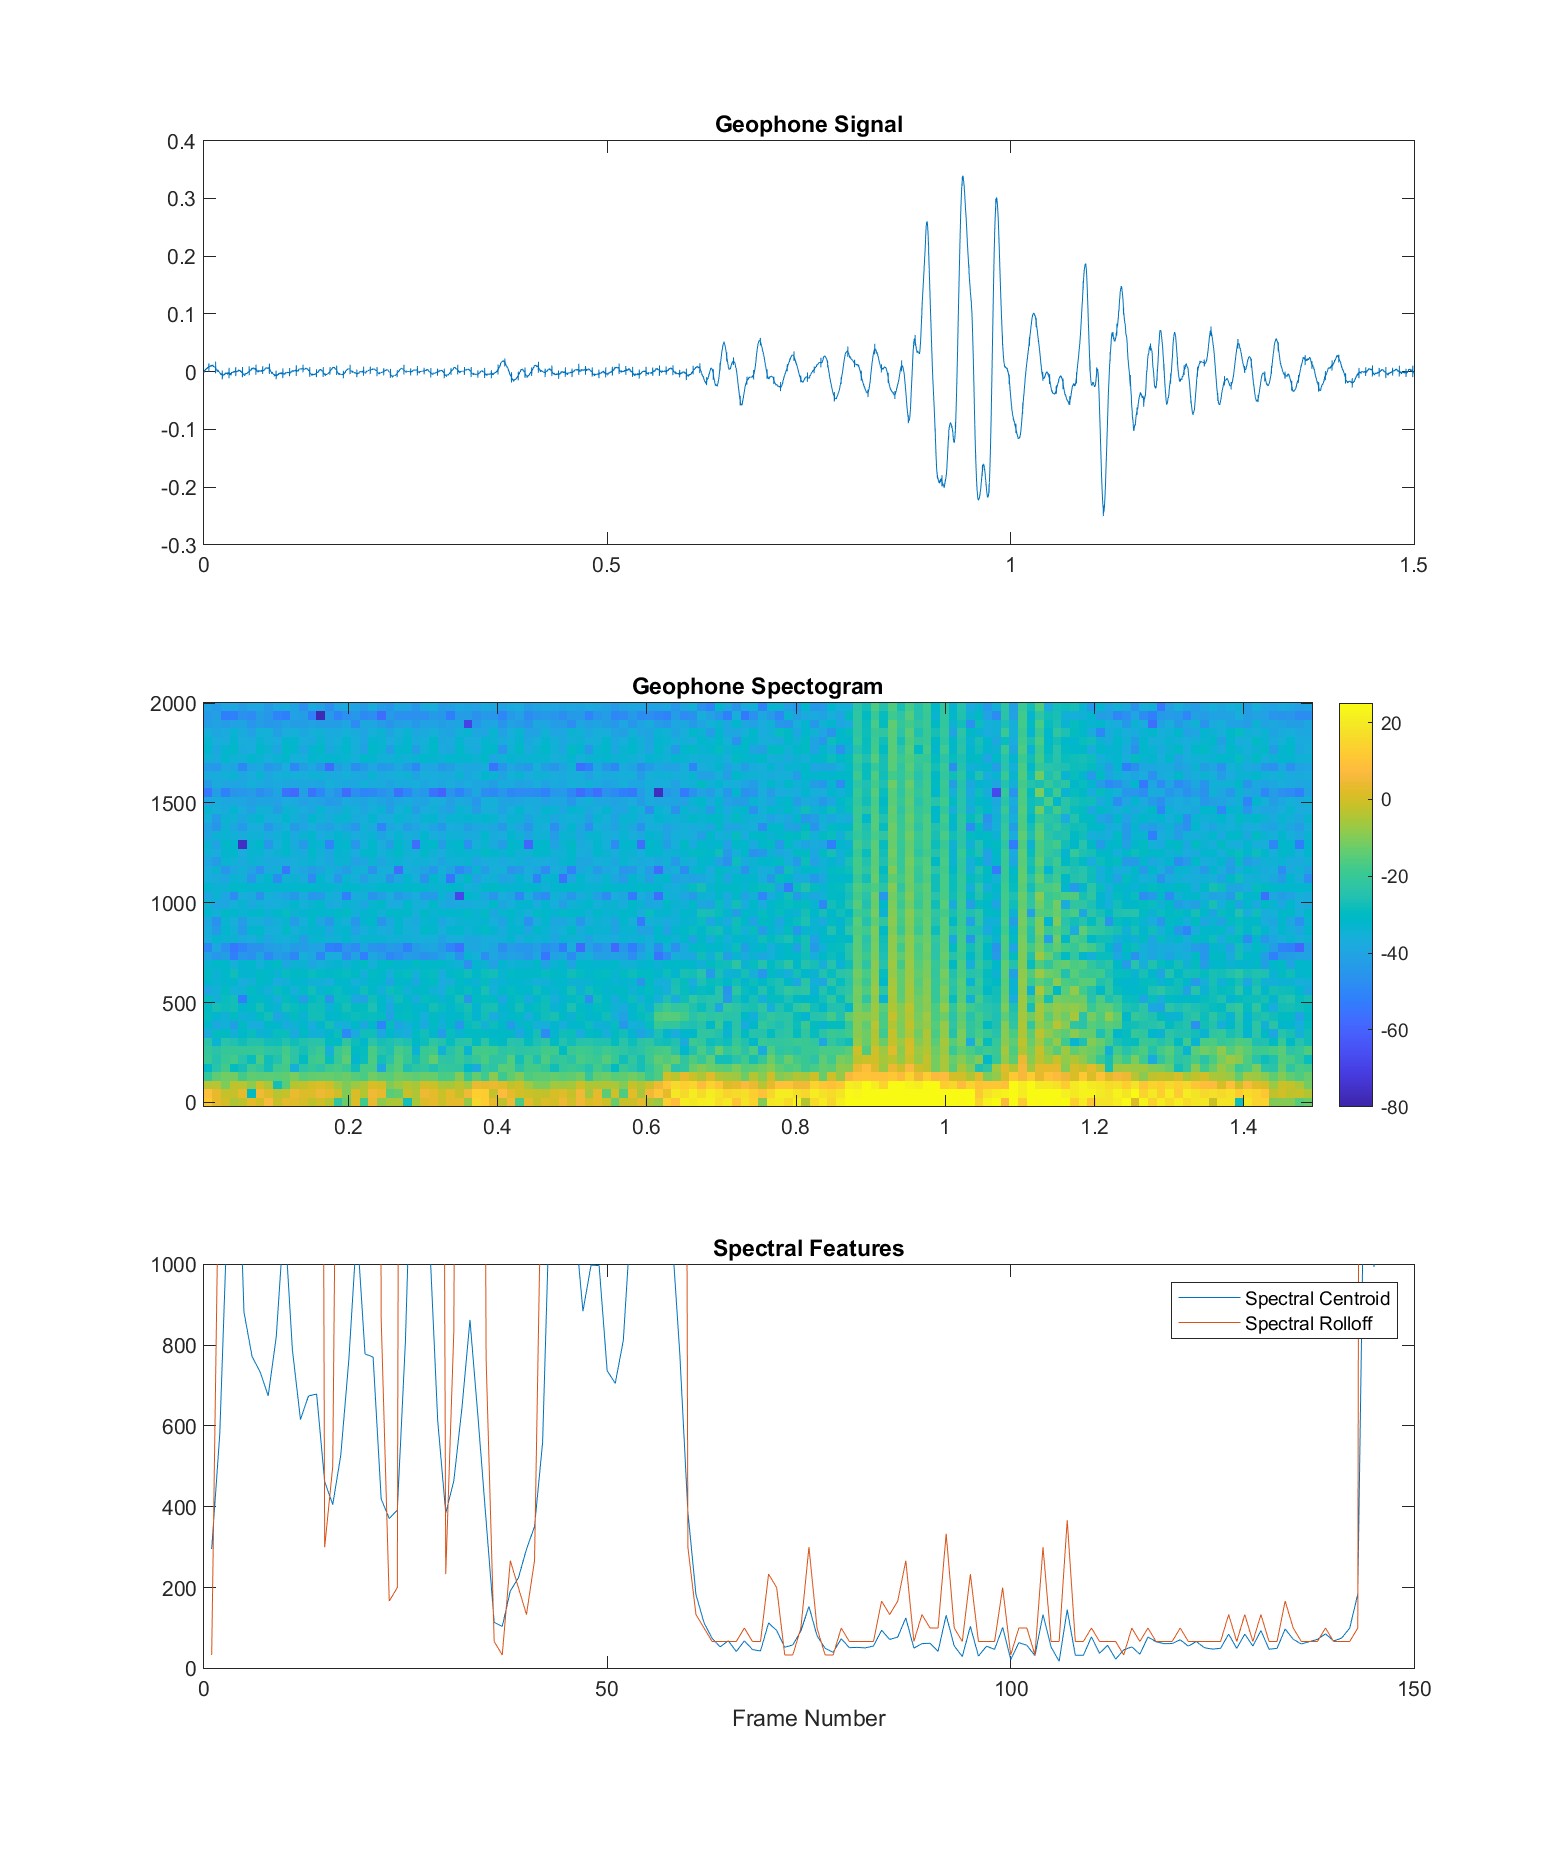 Geophone Signal
0.4
0.3
0.2
0.1
0
-0.1
-0.2
-0.3
0 0.5 1 1.5
Geophone Spectogram
2000
1500
1000
500
0
20
0
-20
-40
-60
-80
0.2 0.4 0.6 0.8 1 1.2 1.4
Spectral Features
1000
800
600
400
200
0
Spectral Centroid
Spectral Rolloff
0 50 100 150
Frame Number